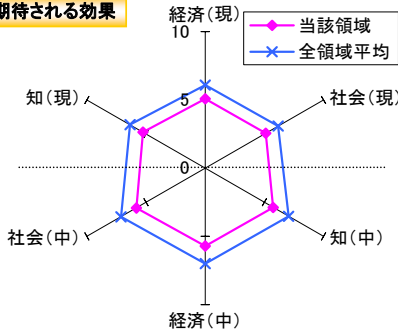 期待される効果
経済(現)
10
当該領域
全領域平均
知(現)
社会(現)
5
0
社会(中)
知(中)
経済(中)